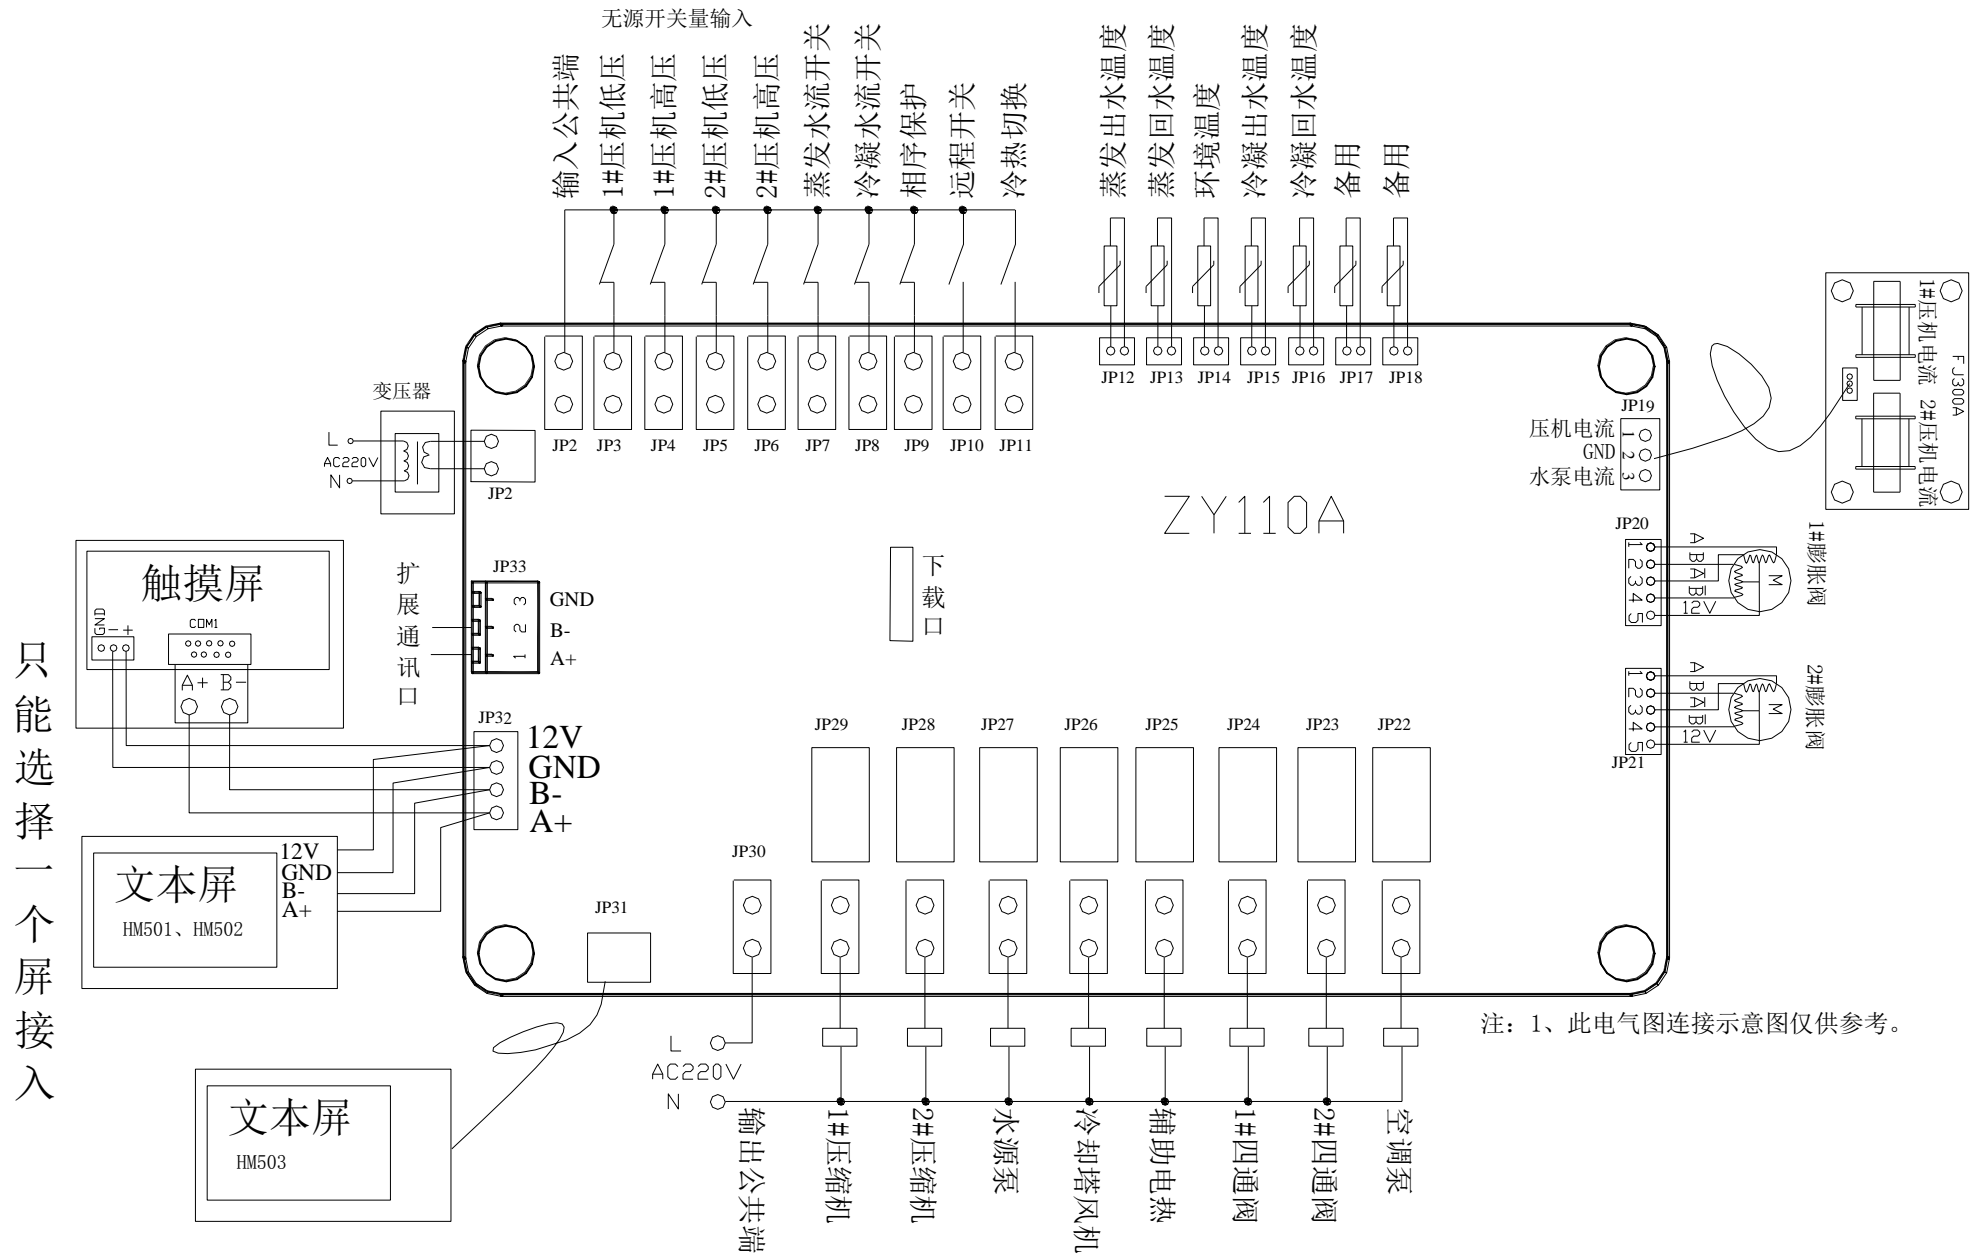 无源开关量输入
输入公共端
1#压机低压
1#压机高压
2#压机低压
2#压机高压
蒸发水流开关
冷凝水流开关
相序保护
远程开关
冷热切换
蒸发出水温度
蒸发回水温度
环境温度
冷凝出水温度
冷凝回水温度
备用
备用
JP2
JP3
JP4
JP5
JP6
JP7
JP8
JP9
JP10
JP11
JP12
JP13
JP14
JP15
JP16
JP17
JP18
变压器
L
AC220V
N
JP2
JP19
压机电流
GND
水泵电流
1
2
3
1#压机电流
2#压机电流
FJ300A
ZY110A
下载口
扩展通讯口
JP33
3
2
1
GND
B-
A+
JP20
1
2
3
4
5
A
B
A̅
B̅
12V
M
1#膨胀阀
JP21
1
2
3
4
5
A
B
A̅
B̅
12V
M
2#膨胀阀
只能选择一个屏接入
触摸屏
GND
-
+
COM1
A+
B-
JP32
12V
GND
B-
A+
文本屏
HM501、HM502
12V
GND
B-
A+
JP29
JP28
JP27
JP26
JP25
JP24
JP23
JP22
JP30
JP31
文本屏
HM503
L
AC220V
N
输出公共端
1#压缩机
2#压缩机
水源泵
冷却塔风机
辅助电热
1#四通阀
2#四通阀
空调泵
注：1、此电气图连接示意图仅供参考。